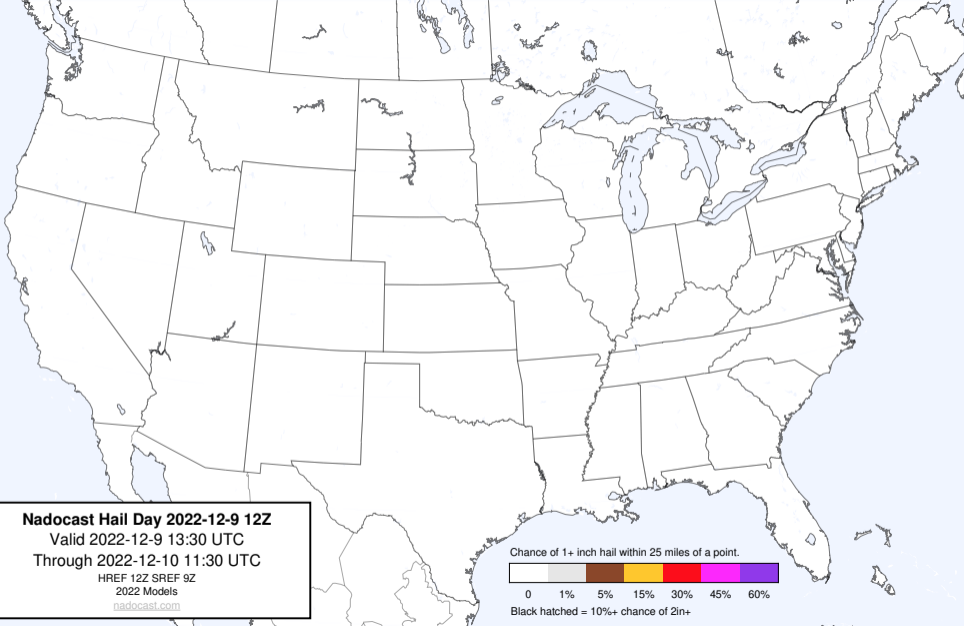 Nadocast Hail Day 2022-12-9 12Z
Valid 2022-12-9 13:30 UTC
Through 2022-12-10 11:30 UTC
HREF 12Z SREF 9Z
2022 Models
nadocast.com
Chance of 1+ inch hail within 25 miles of a point.
0 1% 5% 15% 30% 45% 60%
Black hatched = 10%+ chance of 2in+